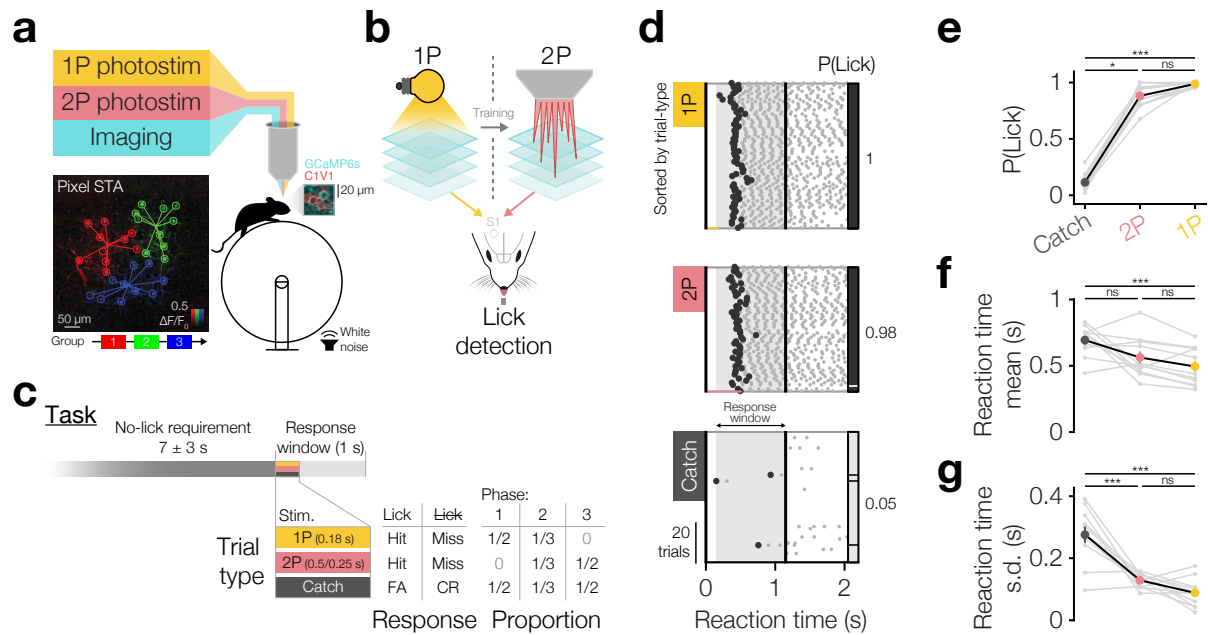 a
1P photostim
2P photostim
Imaging
GCaMP6s
C1V1
20 µm
Pixel STA
50 µm
0.5
ΔF/F0
Group
1 2 3
White
noise
b
1P
2P
Training
S1
Lick
detection
c
Task
No-lick requirement
7 ± 3 s
Response
window (1 s)
Trial
type
Stim.
1P (0.18 s)
2P (0.5/0.25 s)
Catch
Phase:
Lick Lick 1 2 3
Hit Miss 1/2 1/3 0
Hit Miss 0 1/3 1/2
FA CR 1/2 1/3 1/2
Response Proportion
d
P(Lick)
Sorted by trial-type
1P
1
2P
0.98
Response
window
Catch
0.05
20
trials
0 1 2
Reaction time (s)
e
***
* ns
P(Lick)
1
0.5
0
Catch 2P 1P
f
***
ns ns
Reaction time
mean (s)
1
0.5
0
g
***
*** ns
Reaction time
s.d. (s)
0.4
0.2
0